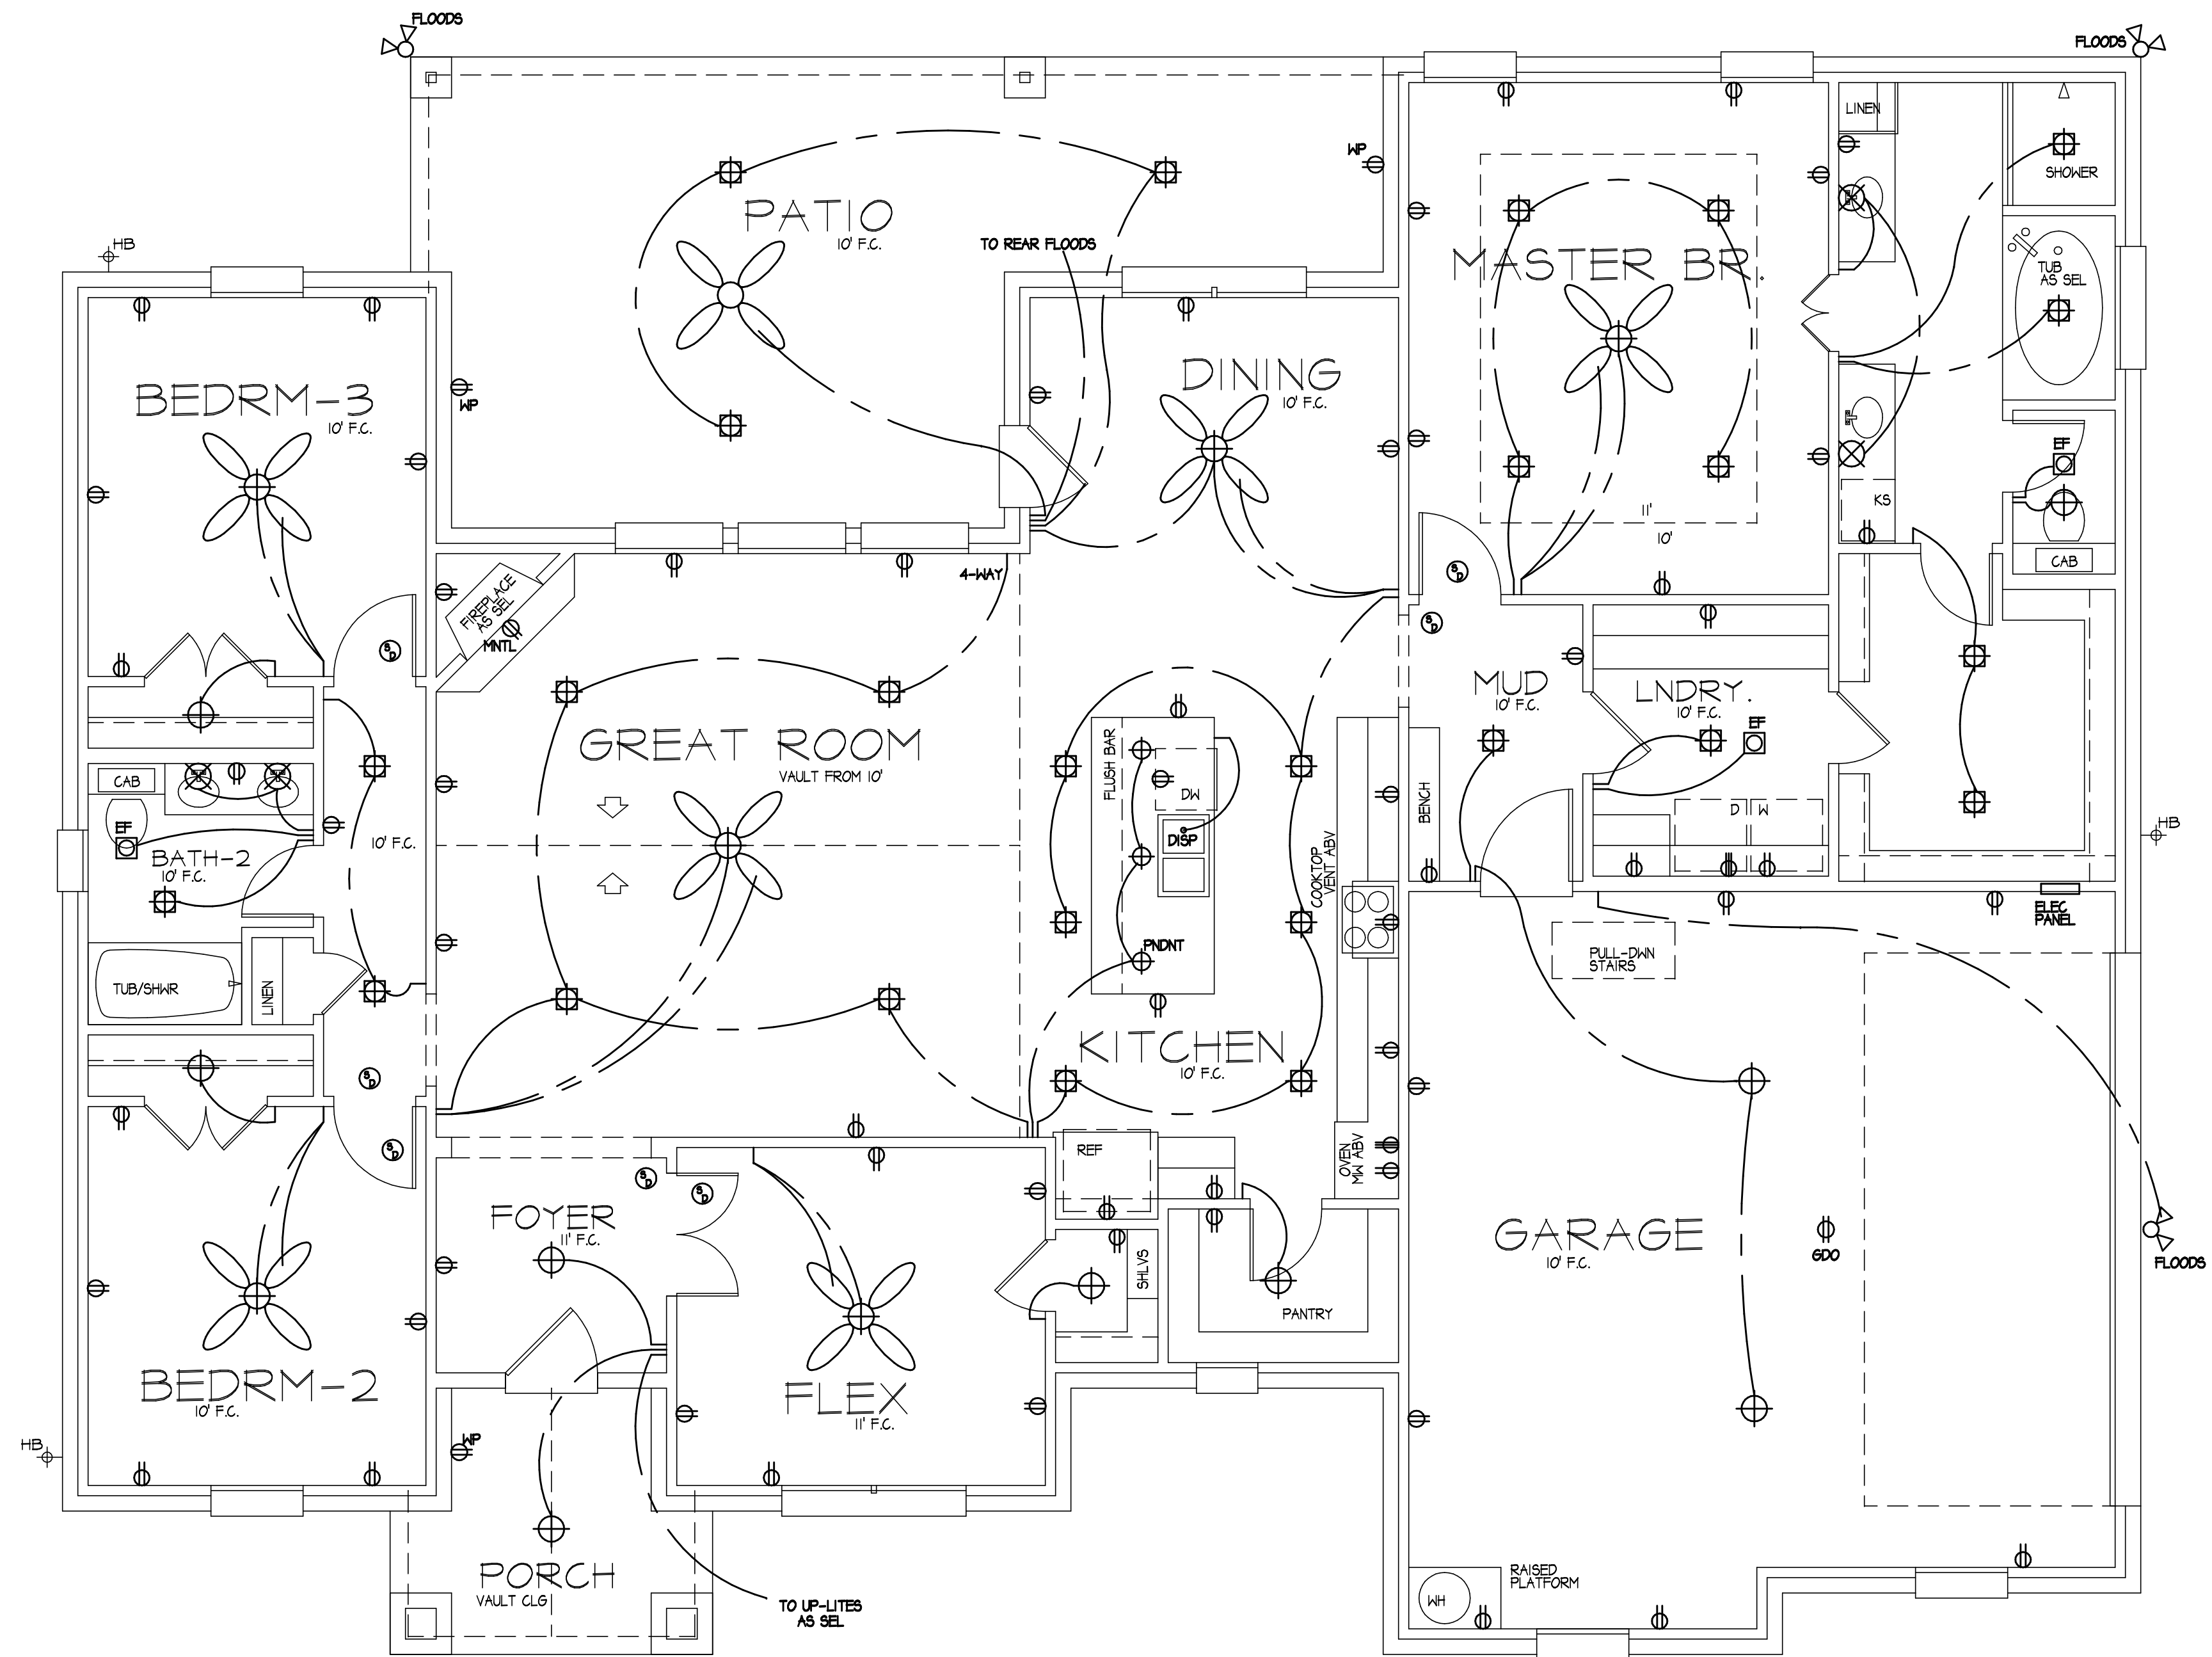 FLOODS
FLOODS
WP
LINEN
SHOWER
PATIO
10' F.C.
HB
TO REAR FLOODS
MASTER BR.
TUB
AS SEL
BEDRM-3
10' F.C.
WP
DINING
10' F.C.
EF
KS
11'
10'
CAB
4-WAY
FIREPLACE
AS SEL
MNTL
S
D
S
D
S
D
MUD
10' F.C.
LNDRY.
10' F.C.
EF
GREAT ROOM
VAULT FROM 10'
FLUSH BAR
DW
DISP
BENCH
D
W
CAB
EF
BATH-2
10' F.C.
10' F.C.
COOKTOP
VENT ABV
HB
ELEC
PANEL
PNDNT
PULL-DWN
STAIRS
TUB/SHWR
LINEN
KITCHEN
10' F.C.
S
D
S
D
REF
OVEN
MW ABV
S
D
S
D
FOYER
11' F.C.
SHLVS
PANTRY
GARAGE
10' F.C.
GDO
FLOODS
BEDRM-2
10' F.C.
FLEX
11' F.C.
HB
WP
PORCH
VAULT CLG
TO UP-LITES
AS SEL
RAISED
PLATFORM
WH